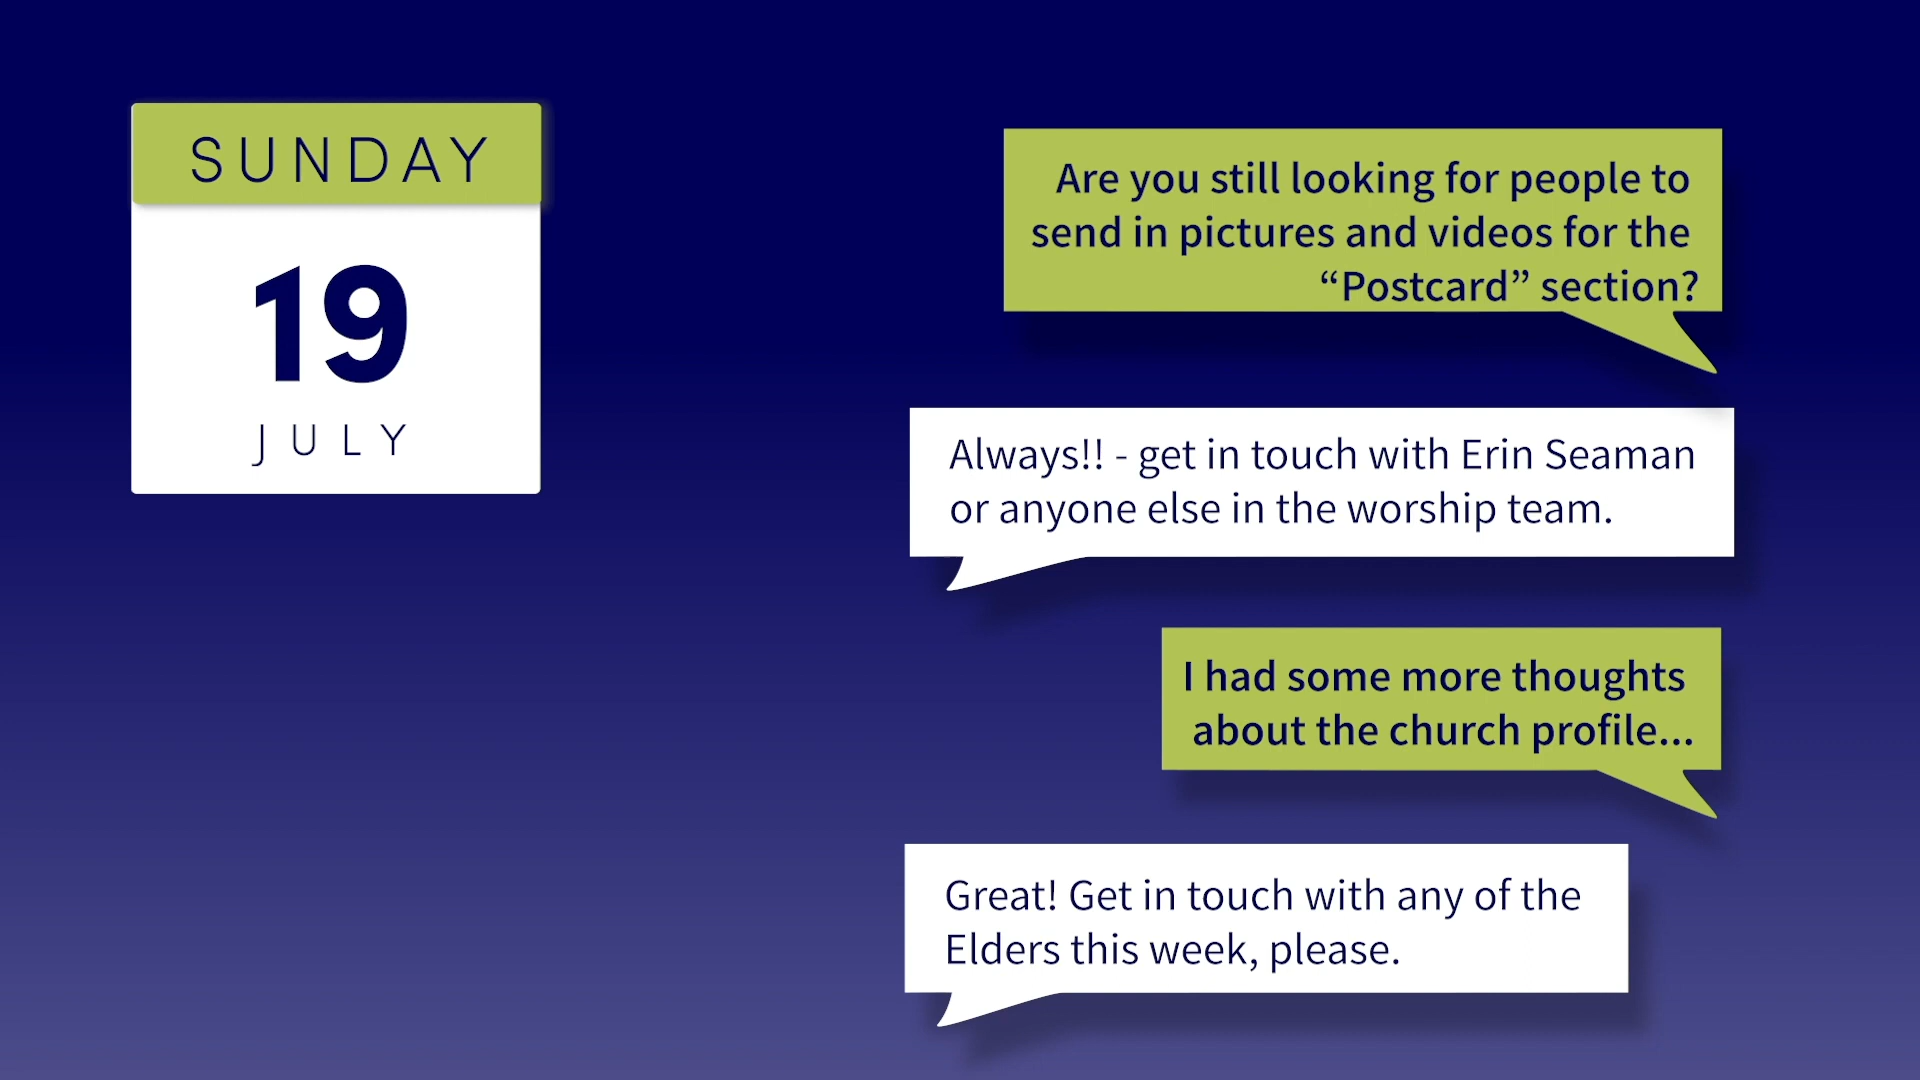 SUNDAY
19
JULY
Are you still looking for people to
send in pictures and videos for the
“Postcard” section?
Always!! - get in touch with Erin Seaman
or anyone else in the worship team.
I had some more thoughts
about the church profile...
Great! Get in touch with any of the
Elders this week, please.